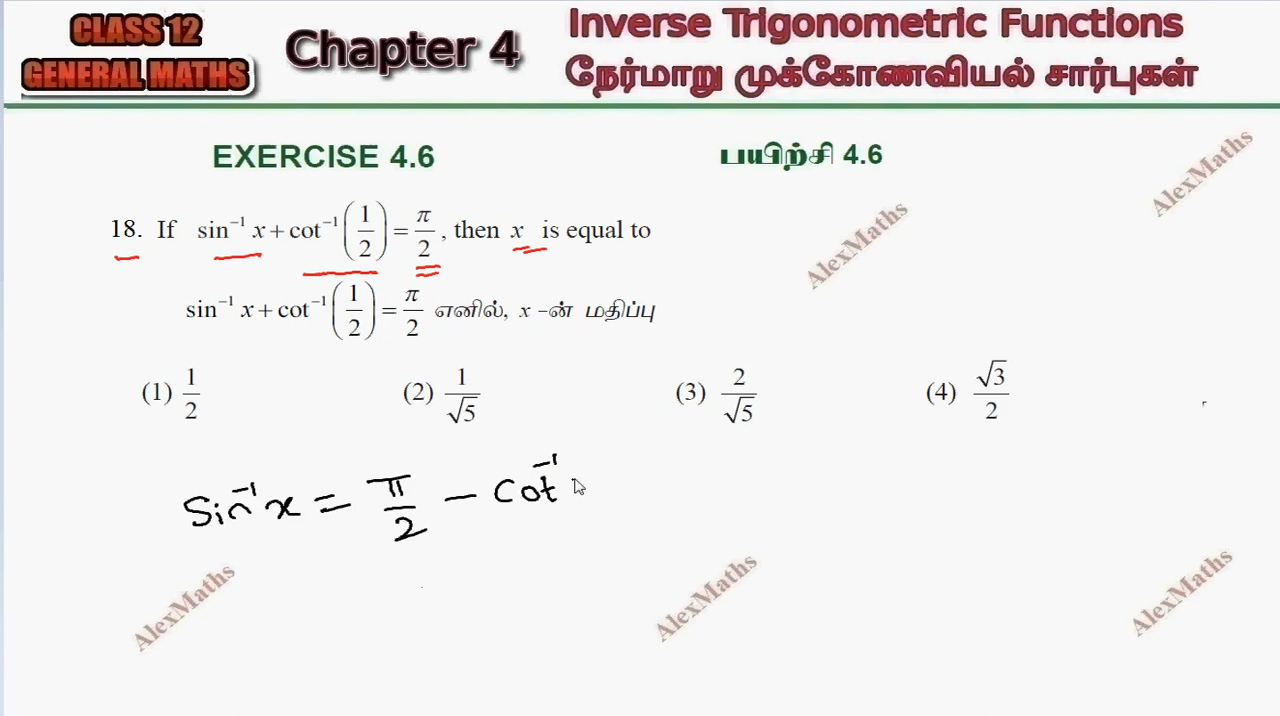 CLASS 12
GENERAL MATHS
Chapter 4
Inverse Trigonometric Functions
நேர்மாறு முக்கோணவியல் சார்புகள்
EXERCISE 4.6
பயிற்சி 4.6
18. If sin⁻¹ x + cot⁻¹ (1/2) = π/2, then x is equal to
sin⁻¹ x + cot⁻¹ (1/2) = π/2 எனில், x -ன் மதிப்பு
(1) 1/2 (2) 1/√5 (3) 2/√5 (4) √3/2
Sin⁻¹ x = π/2 − Cot⁻¹
AlexMaths
AlexMaths
AlexMaths
AlexMaths
AlexMaths